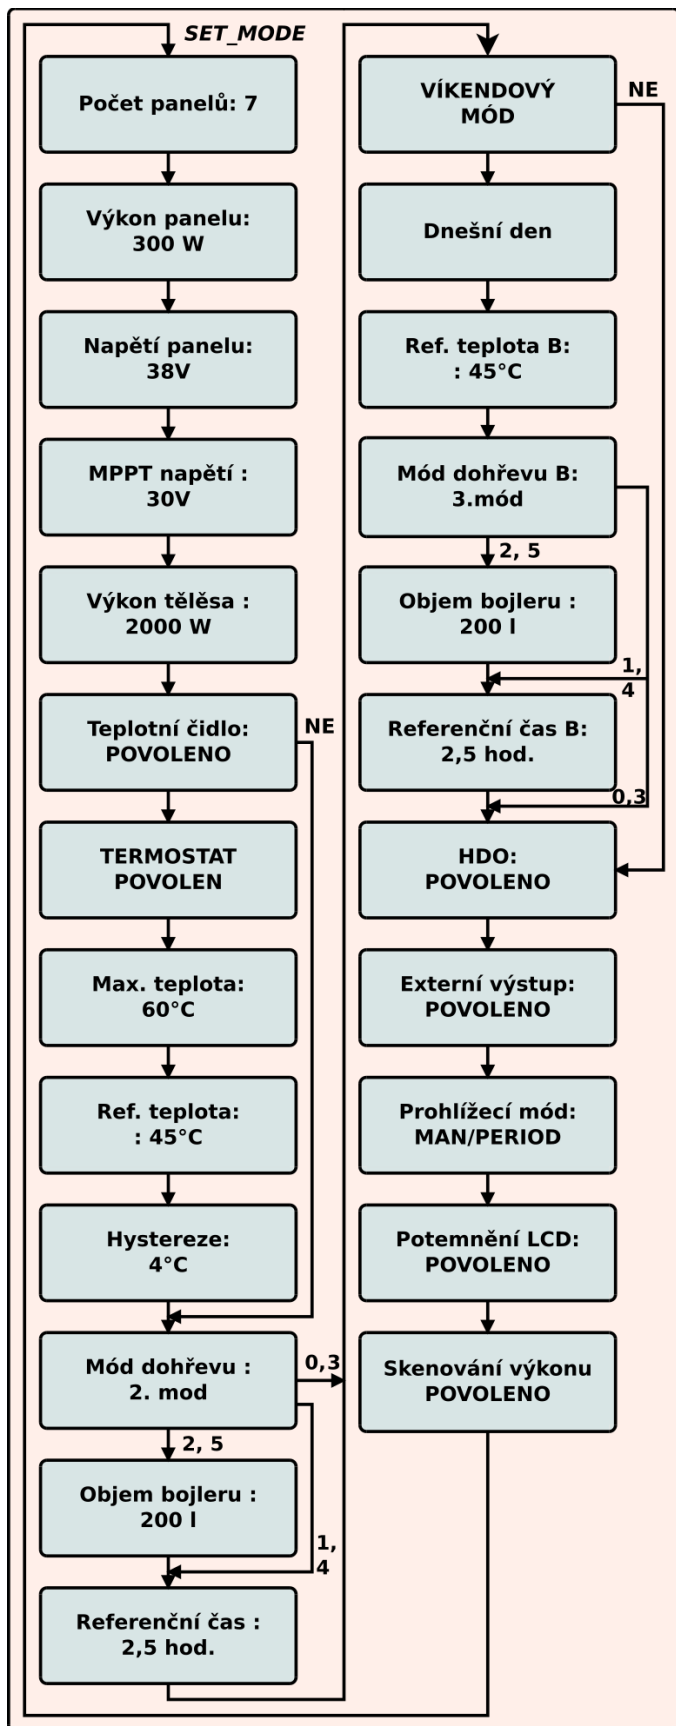 SET_MODE
Počet panelů: 7
Výkon panelu:
300 W
Napětí panelu:
38V
MPPT napětí :
30V
Výkon tělěsa :
2000 W
Teplotní čidlo:
POVOLENO
NE
TERMOSTAT
POVOLEN
Max. teplota:
60°C
Ref. teplota:
: 45°C
Hystereze:
4°C
Mód dohřevu :
2. mod
0,3
2, 5
Objem bojleru :
200 l
1,
4
Referenční čas :
2,5 hod.
VÍKENDOVÝ
MÓD
NE
Dnešní den
Ref. teplota B:
: 45°C
Mód dohřevu B:
3.mód
2, 5
Objem bojleru :
200 l
1,
4
Referenční čas B:
2,5 hod.
0,3
HDO:
POVOLENO
Externí výstup:
POVOLENO
Prohlížecí mód:
MAN/PERIOD
Potemnění LCD:
POVOLENO
Skenování výkonu
POVOLENO